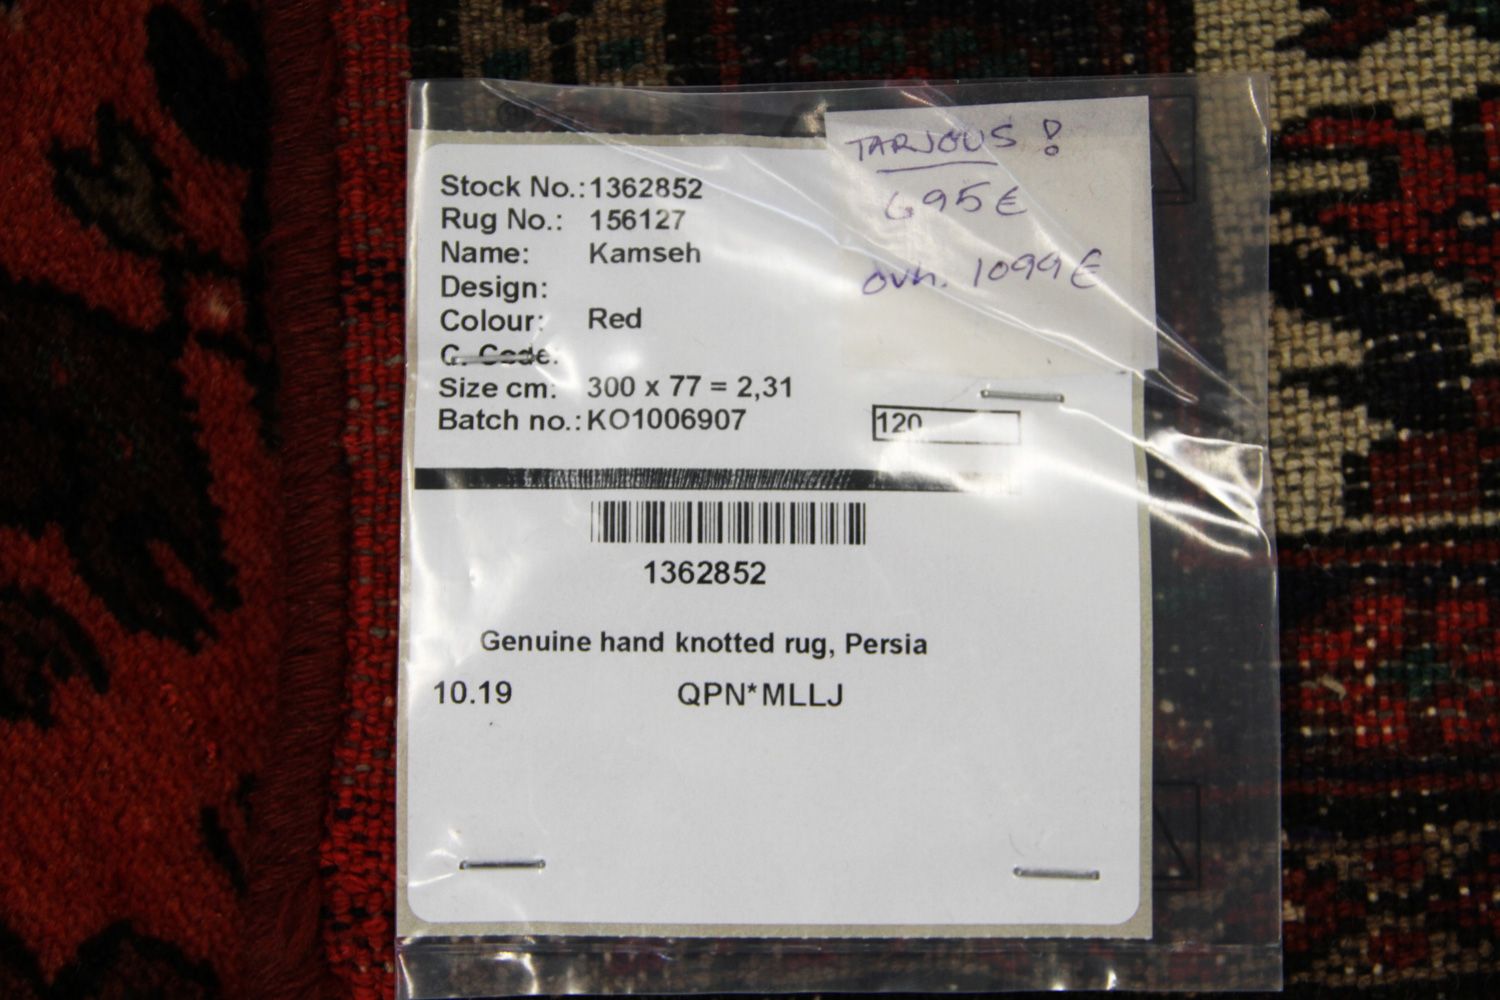 TARJOUS!
695€
ovh. 1099€
Stock No.: 1362852
Rug No.: 156127
Name: Kamseh
Design:
Colour: Red
C. Code:
Size cm: 300 x 77 = 2,31
Batch no.: KO1006907
120
1362852
Genuine hand knotted rug, Persia
10.19 QPN*MLLJ